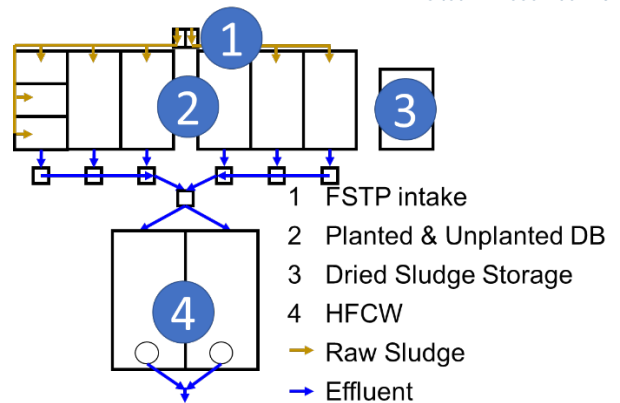 1
2
3
4
1 FSTP intake
2 Planted & Unplanted DB
3 Dried Sludge Storage
4 HFCW
Raw Sludge
Effluent